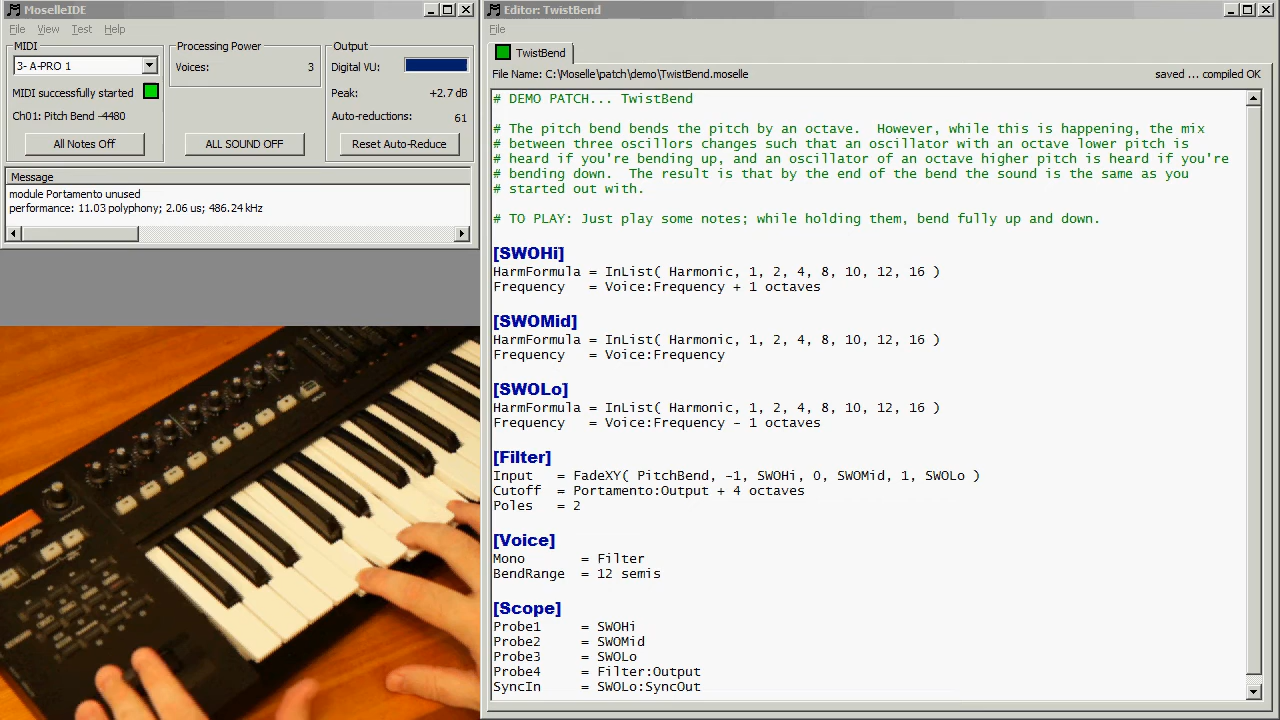 MoselleIDE
File View Test Help
MIDI
3- A-PRO 1
MIDI successfully started
Ch01: Pitch Bend -4480
All Notes Off
Processing Power
Voices: 3
ALL SOUND OFF
Output
Digital VU:
Peak: +2.7 dB
Auto-reductions: 61
Reset Auto-Reduce
Message
module Portamento unused
performance: 11.03 polyphony; 2.06 us; 486.24 kHz
Editor: TwistBend
File
TwistBend
File Name: C:\Moselle\patch\demo\TwistBend.moselle saved ... compiled OK
# DEMO PATCH... TwistBend
# The pitch bend bends the pitch by an octave. However, while this is happening, the mix
# between three oscillors changes such that an oscillator with an octave lower pitch is
# heard if you're bending up, and an oscillator of an octave higher pitch is heard if you're
# bending down. The result is that by the end of the bend the sound is the same as you
# started out with.
# TO PLAY: Just play some notes; while holding them, bend fully up and down.
[SWOHi]
HarmFormula = InList( Harmonic, 1, 2, 4, 8, 10, 12, 16 )
Frequency = Voice:Frequency + 1 octaves
[SWOMid]
HarmFormula = InList( Harmonic, 1, 2, 4, 8, 10, 12, 16 )
Frequency = Voice:Frequency
[SWOLo]
HarmFormula = InList( Harmonic, 1, 2, 4, 8, 10, 12, 16 )
Frequency = Voice:Frequency - 1 octaves
[Filter]
Input = FadeXY( PitchBend, -1, SWOHi, 0, SWOMid, 1, SWOLo )
Cutoff = Portamento:Output + 4 octaves
Poles = 2
[Voice]
Mono = Filter
BendRange = 12 semis
[Scope]
Probe1 = SWOHi
Probe2 = SWOMid
Probe3 = SWOLo
Probe4 = Filter:Output
SyncIn = SWOLo:SyncOut